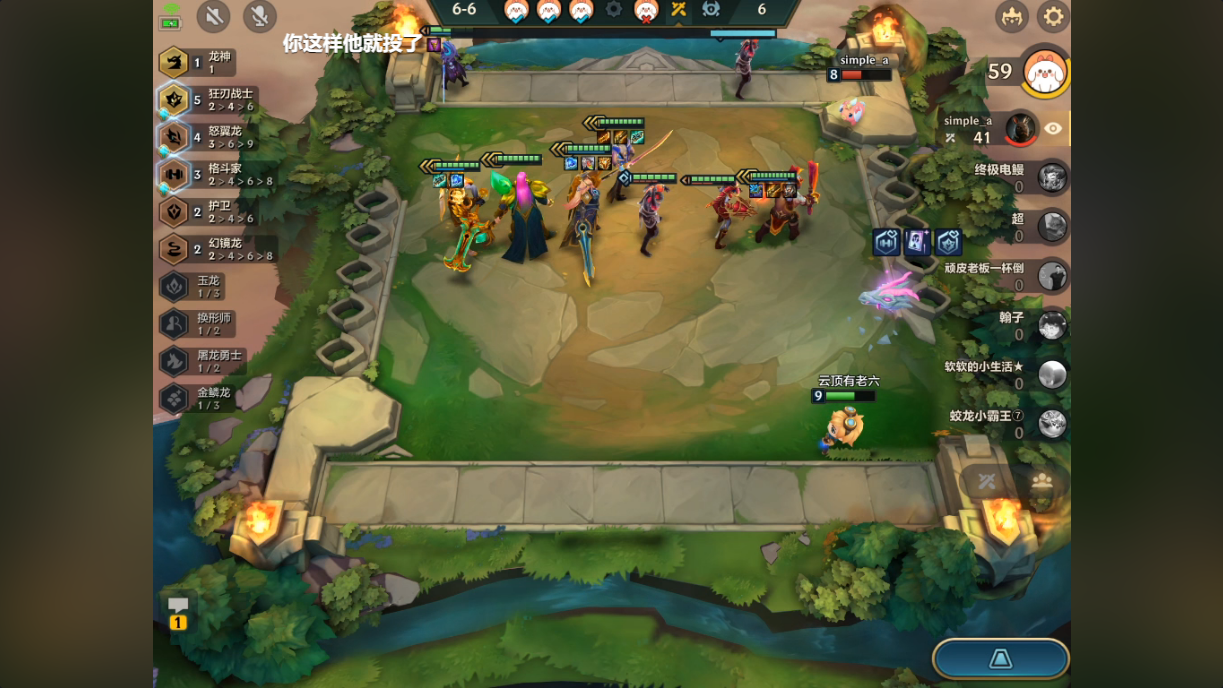 6-6
6
你这样他就投了
1 龙神
1
5 狂刃战士
2 > 4 > 6
4 怒翼龙
3 > 6 > 9
3 格斗家
2 > 4 > 6 > 8
2 护卫
2 > 4 > 6
2 幻镜龙
2 > 4 > 6 > 8
玉龙
1 / 3
换形师
1 / 2
屠龙勇士
1 / 2
金鳞龙
1 / 3
simple_a
8
59
simple_a
41
终极电鳗
0
超
0
顽皮老板一杯倒
0
翰子
0
软软的小生活★
0
蛟龙小霸王⑦
0
云顶有老六
9
1